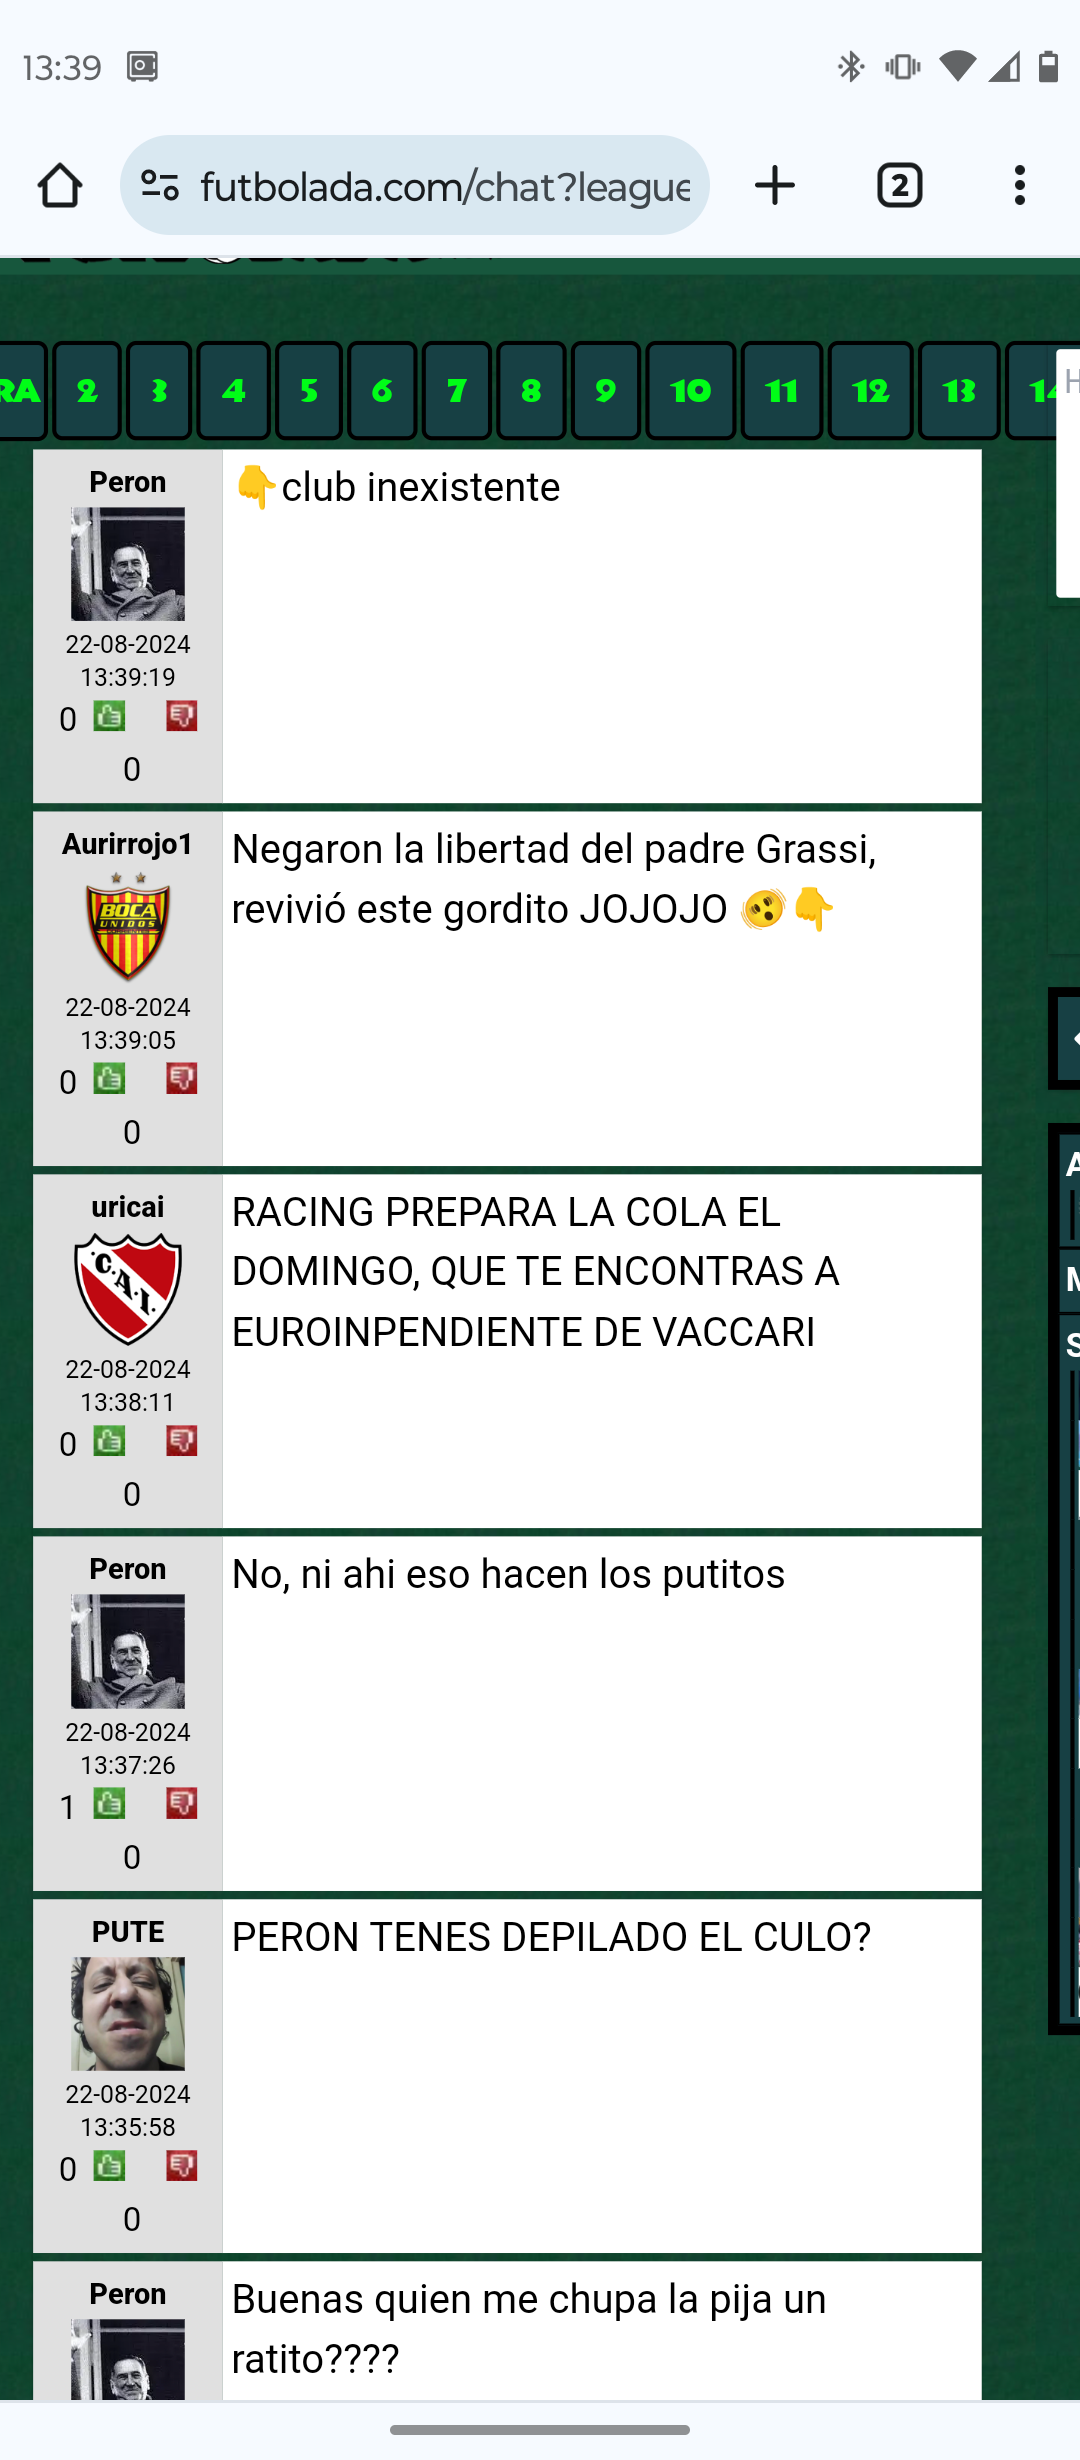 13:39
futbolada.com/chat?league
2
RA 2 3 4 5 6 7 8 9 10 11 12 13 14
H
Peron
👇club inexistente
22-08-2024
13:39:19
0
0
Aurirrojo1
Negaron la libertad del padre Grassi,
revivió este gordito JOJOJO 🫨👇
BOCA
UNIDOS
22-08-2024
13:39:05
0
0
uricai
RACING PREPARA LA COLA EL
DOMINGO, QUE TE ENCONTRAS A
EUROINPENDIENTE DE VACCARI
C.A.I.
22-08-2024
13:38:11
0
0
Peron
No, ni ahi eso hacen los putitos
22-08-2024
13:37:26
1
0
PUTE
PERON TENES DEPILADO EL CULO?
22-08-2024
13:35:58
0
0
Peron
Buenas quien me chupa la pija un
ratito????
A
M
S